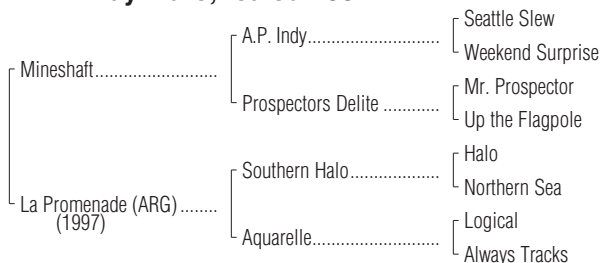 A.P. Indy
Seattle Slew
Weekend Surprise
Mineshaft
Prospectors Delite
Mr. Prospector
Up the Flagpole
La Promenade (ARG)
(1997)
Southern Halo
Halo
Northern Sea
Aquarelle
Logical
Always Tracks